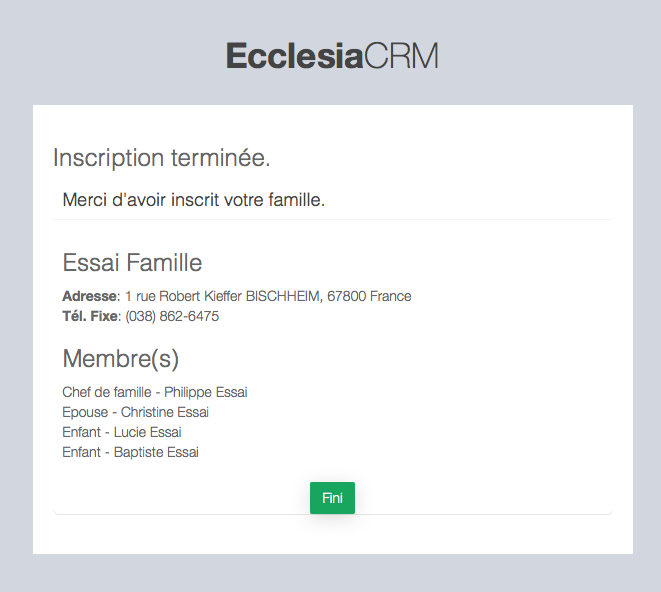 EcclesiaCRM
Inscription terminée.
Merci d'avoir inscrit votre famille.
Essai Famille
Adresse: 1 rue Robert Kieffer BISCHHEIM, 67800 France
Tél. Fixe: (038) 862-6475
Membre(s)
Chef de famille - Philippe Essai
Epouse - Christine Essai
Enfant - Lucie Essai
Enfant - Baptiste Essai
Fini